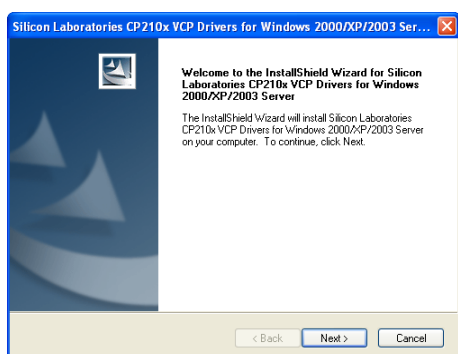 Silicon Laboratories CP210x VCP Drivers for Windows 2000/XP/2003 Ser...
Welcome to the InstallShield Wizard for Silicon
Laboratories CP210x VCP Drivers for Windows
2000/XP/2003 Server
The InstallShield Wizard will install Silicon Laboratories
CP210x VCP Drivers for Windows 2000/XP/2003 Server
on your computer. To continue, click Next.
< Back Next > Cancel